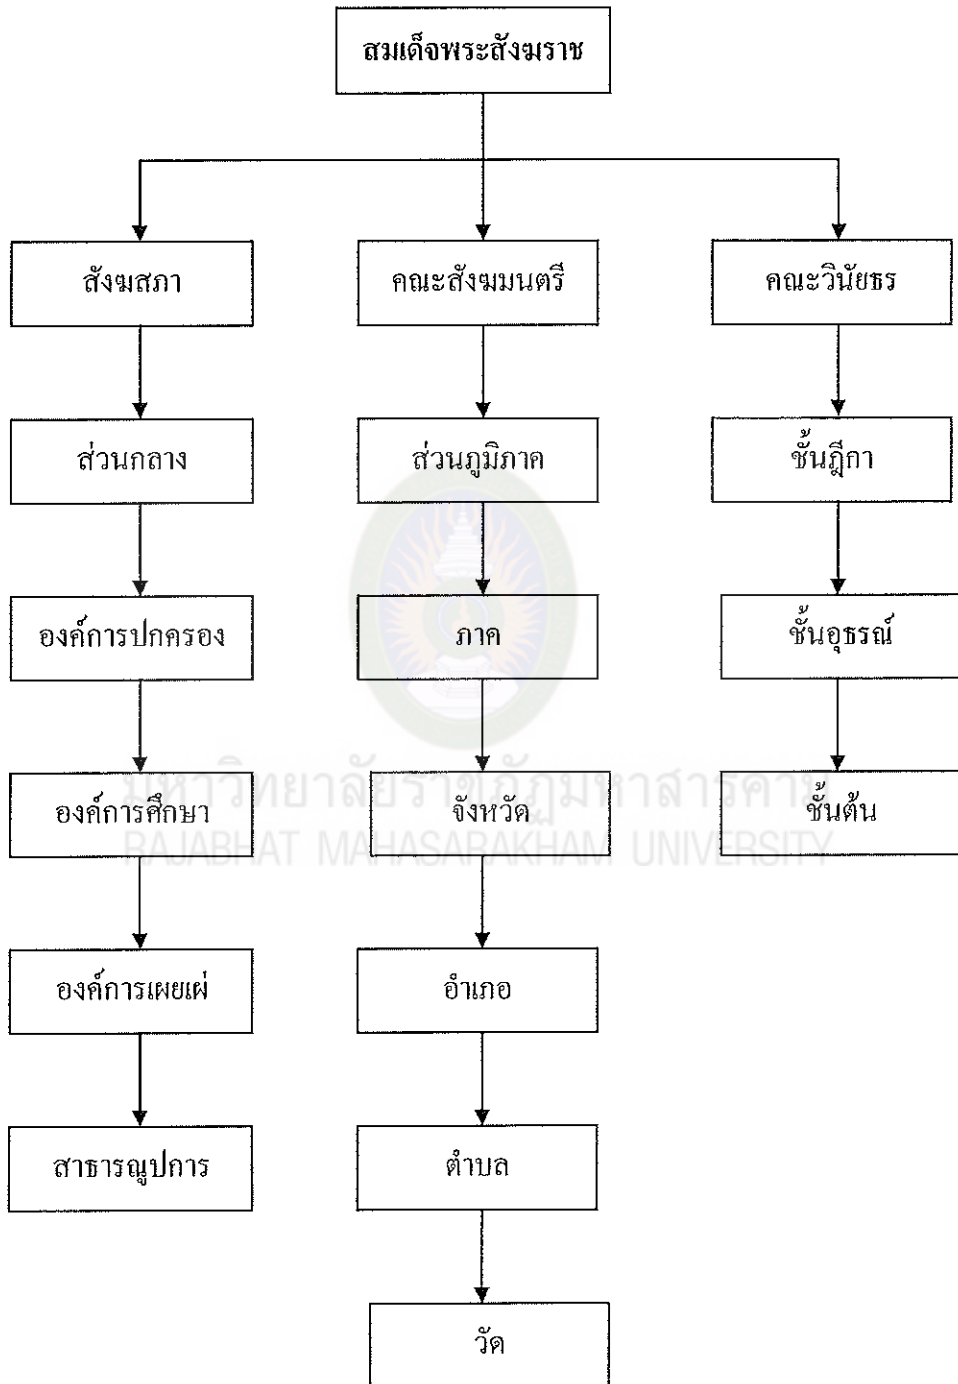 สมเด็จพระสังฆราช
สังฆสภา
คณะสังฆมนตรี
คณะวินัยธร
ส่วนกลาง
ส่วนภูมิภาค
ชั้นฎีกา
องค์การปกครอง
ภาค
ชั้นอุธรณ์
องค์การศึกษา
จังหวัด
ชั้นต้น
มหาวิทยาลัยราชภัฏมหาสารคาม
RAJABHAT MAHASARAKHAM UNIVERSITY
องค์การเผยเผ่
อำเภอ
สาธารณูปการ
ตำบล
วัด